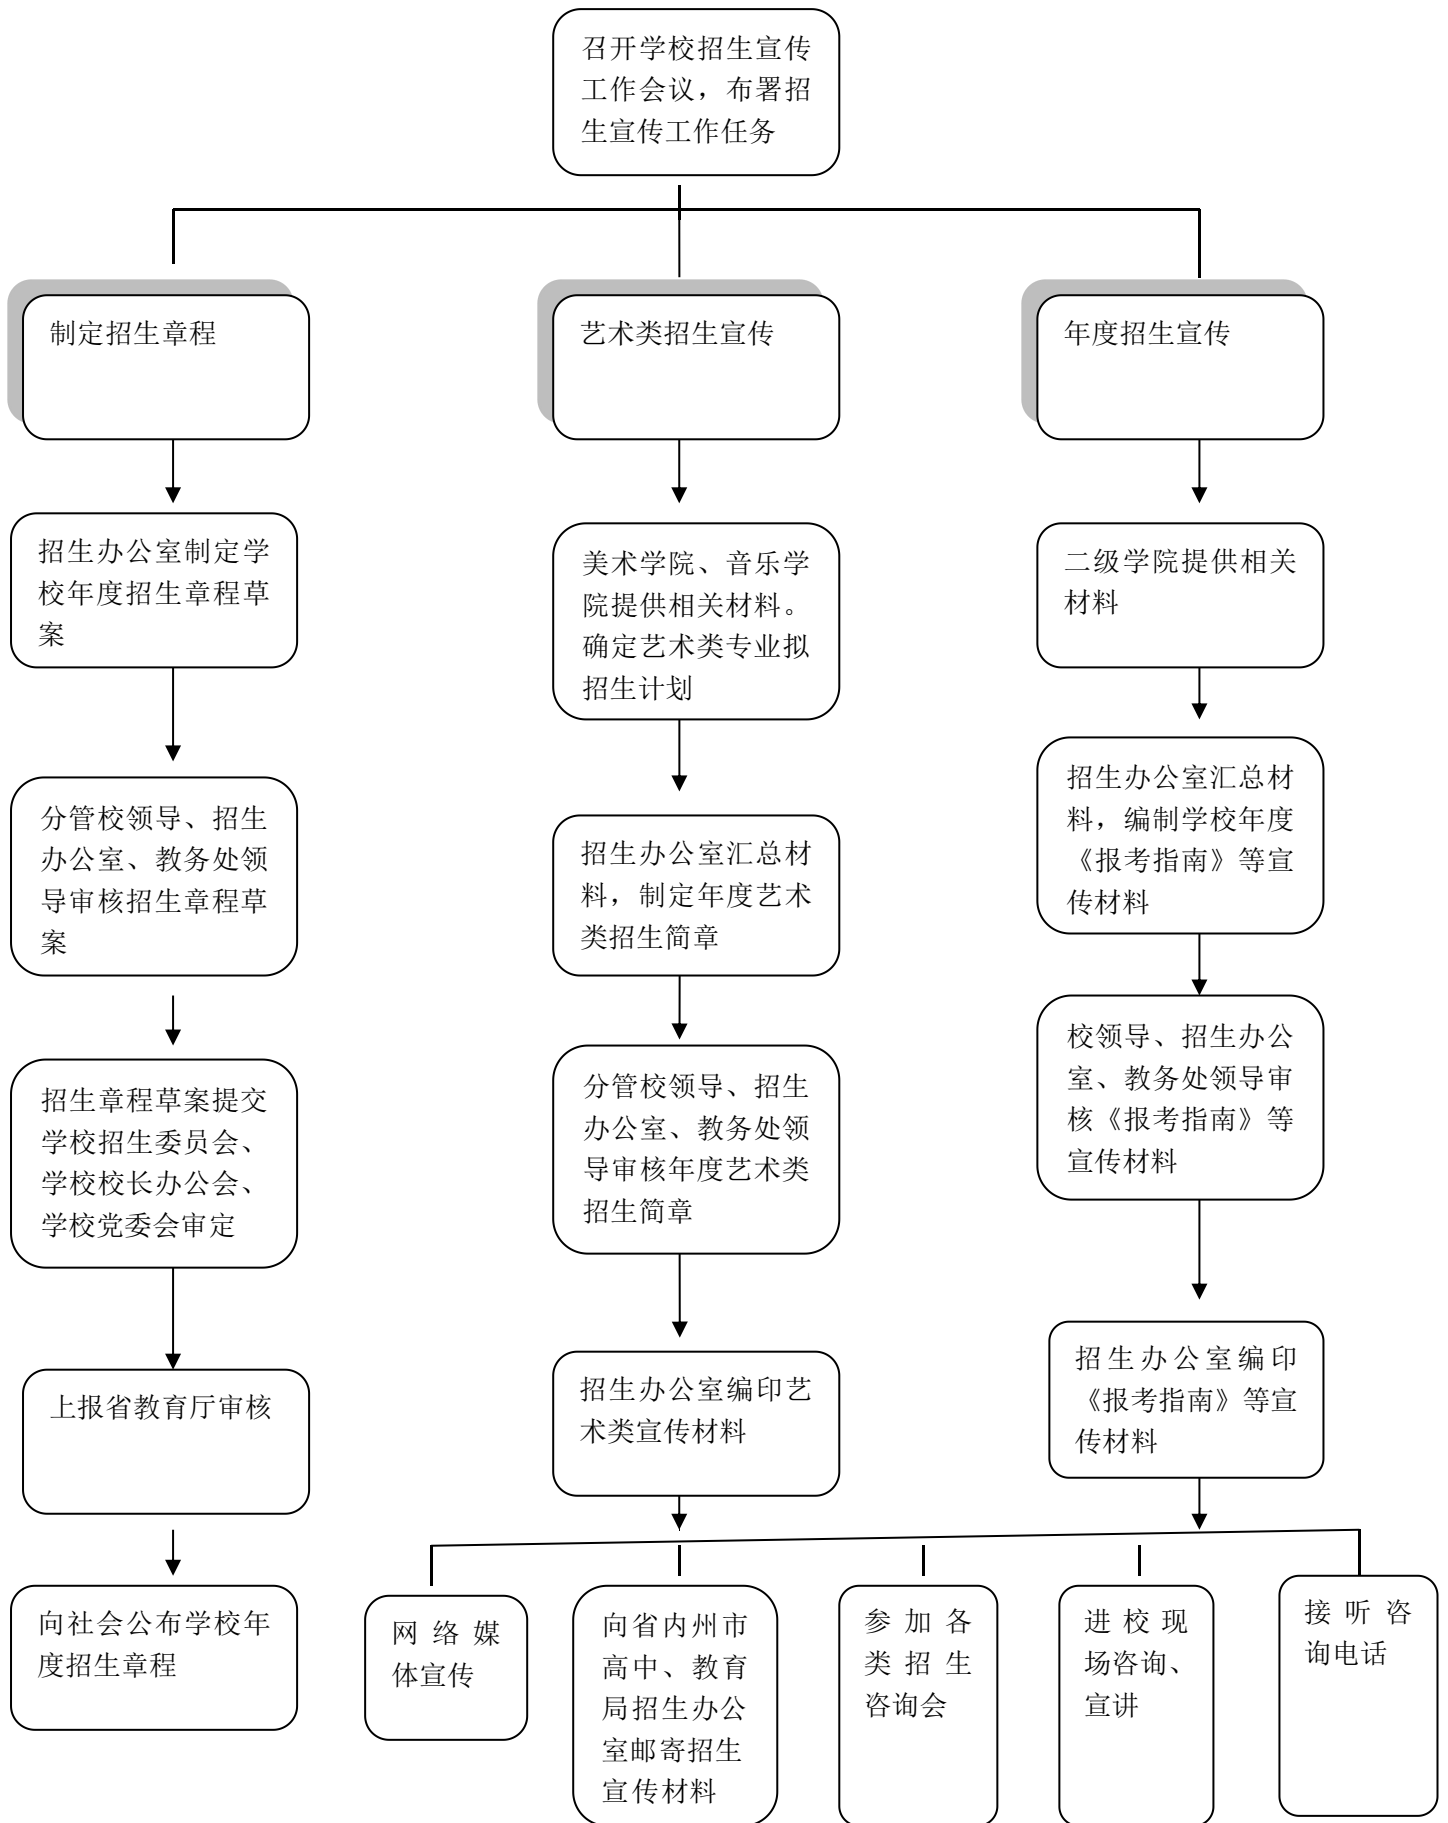 召开学校招生宣传
工作会议，布署招
生宣传工作任务
制定招生章程
艺术类招生宣传
年度招生宣传
招生办公室制定学
校年度招生章程草
案
美术学院、音乐学
院提供相关材料。
确定艺术类专业拟
招生计划
二级学院提供相关
材料
分管校领导、招生
办公室、教务处领
导审核招生章程草
案
招生办公室汇总材
料，制定年度艺术
类招生简章
招生办公室汇总材
料，编制学校年度
《报考指南》等宣
传材料
招生章程草案提交
学校招生委员会、
学校校长办公会、
学校党委会审定
分管校领导、招生
办公室、教务处领
导审核年度艺术类
招生简章
校领导、招生办公
室、教务处领导审
核《报考指南》等
宣传材料
上报省教育厅审核
招生办公室编印艺
术类宣传材料
招生办公室编印
《报考指南》等宣
传材料
向社会公布学校年
度招生章程
网络媒
体宣传
向省内州市
高中、教育
局招生办公
室邮寄招生
宣传材料
参加各
类招生
咨询会
进校现
场咨询、
宣讲
接听咨
询电话